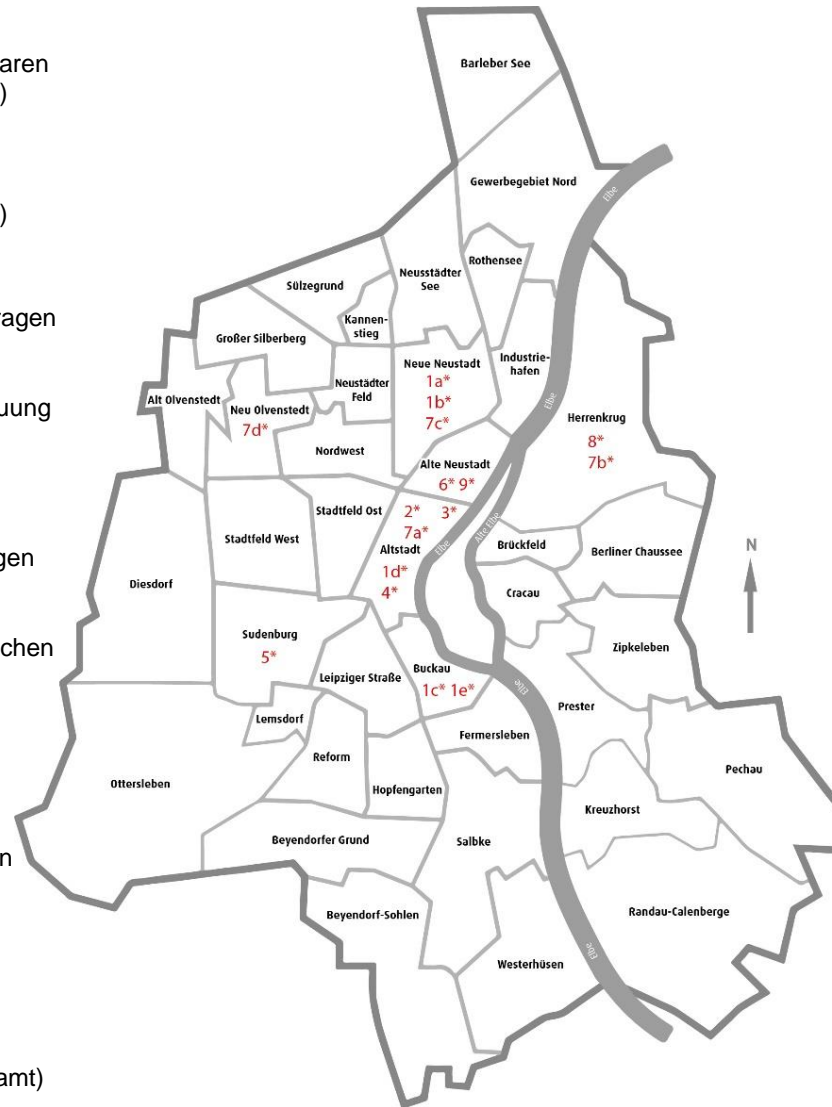 aren
)
)
ragen
uung
gen
chen
n
amt)
Barleber See
Gewerbegebiet Nord
Elbe
Rothensee
Neusstädter
See
Sülzegrund
Kannen-
stieg
Großer Silberberg
Industrie-
hafen
Neue Neustadt
1a*
1b*
7c*
Neustädter
Feld
Alt Olvenstedt
Neu Olvenstedt
7d*
Elbe
Herrenkrug
8*
7b*
Nordwest
Alte Neustadt
6* 9*
Stadtfeld Ost
2* 3*
7a*
Altstadt
1d*
4*
Elbe
Alte Elbe
Stadtfeld West
Brückfeld
Berliner Chaussee
N
Diesdorf
Cracau
Sudenburg
5*
Zipkeleben
Leipziger Straße
Buckau
1c* 1e*
Elbe
Prester
Lemsdorf
Fermersleben
Reform
Pechau
Ottersleben
Hopfengarten
Kreuzhorst
Beyendorfer Grund
Salbke
Beyendorf-Sohlen
Randau-Calenberge
Elbe
Westerhüsen